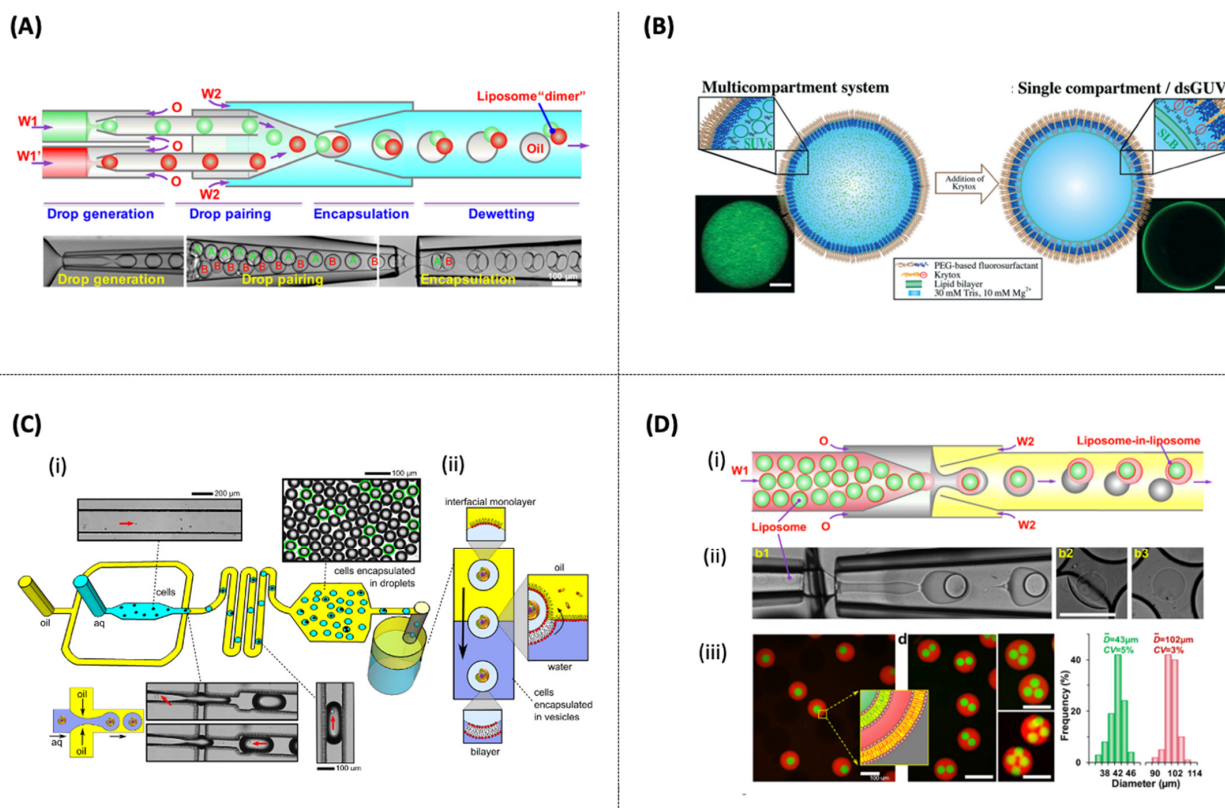 (A)
W1
W1'
O
O
O
W2
W2
Liposome"dimer"
Oil
Drop generation
Drop pairing
Encapsulation
Dewetting
Drop generation
Drop pairing
Encapsulation
100 μm
(B)
Multicompartment system
: Single compartment / dsGUV
SUVs
SLB
Addition of
Krytox
PEG-based fluorosurfactant
Krytox
Lipid bilayer
30 mM Tris, 10 mM Mg²⁺
(C)
(i)
200 μm
100 μm
cells encapsulated
in droplets
cells
oil
aq
oil
aq
oil
100 μm
(ii)
interfacial monolayer
oil
water
cells
encapsulated
in vesicles
bilayer
(D)
(i)
O
W1
O
W2
W2
Liposome-in-liposome
Liposome
(ii)
b1
b2
b3
(iii)
100 μm
d
D̃=43μm
CV=5%
D̃=102μm
CV=3%
Frequency (%)
40
20
0
38 42 46
90 102 114
Diameter (μm)